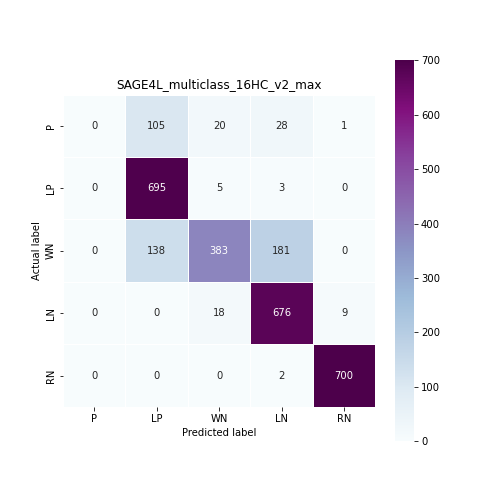 SAGE4L_multiclass_16HC_v2_max
P 0 105 20 28 1
LP 0 695 5 3 0
WN 0 138 383 181 0
LN 0 0 18 676 9
RN 0 0 0 2 700
P LP WN LN RN
Predicted label
Actual label
700
600
500
400
300
200
100
0